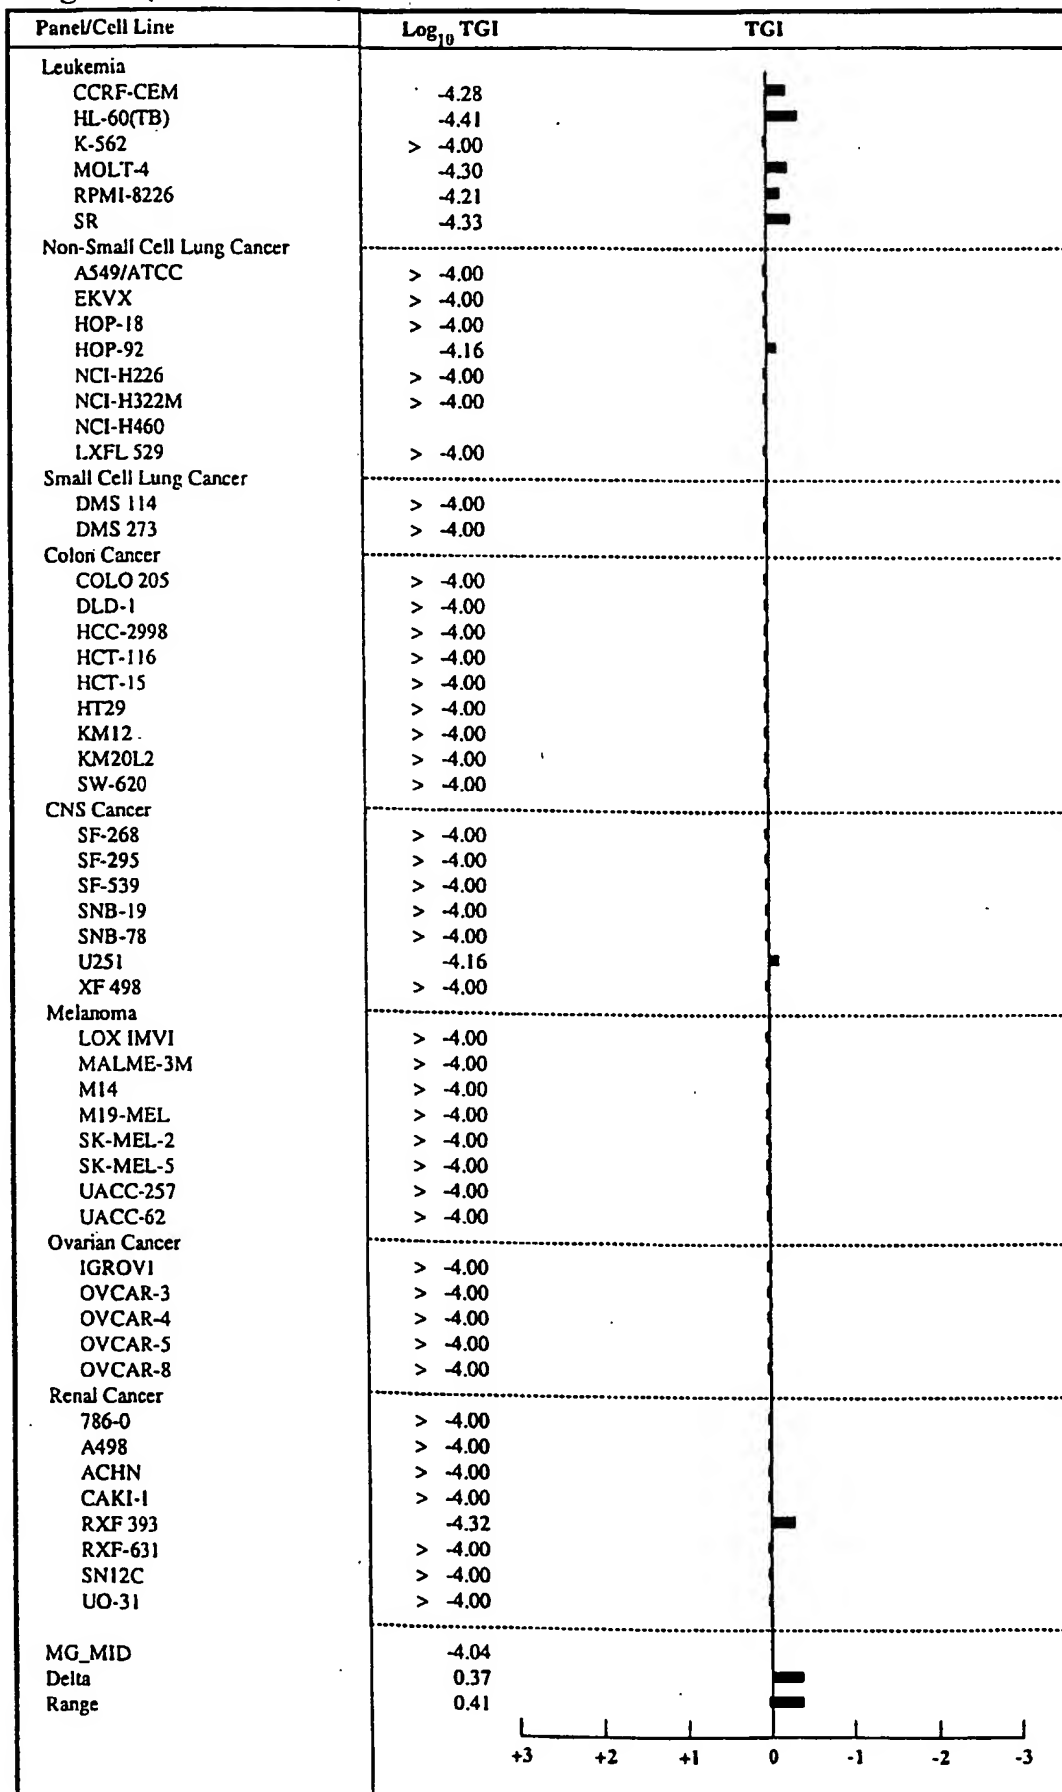 Panel/Cell Line Log10 TGI TGI
Leukemia
CCRF-CEM -4.28
HL-60(TB) -4.41
K-562 > -4.00
MOLT-4 -4.30
RPMI-8226 -4.21
SR -4.33
Non-Small Cell Lung Cancer
A549/ATCC > -4.00
EKVX > -4.00
HOP-18 > -4.00
HOP-92 -4.16
NCI-H226 > -4.00
NCI-H322M > -4.00
NCI-H460
LXFL 529 > -4.00
Small Cell Lung Cancer
DMS 114 > -4.00
DMS 273 > -4.00
Colon Cancer
COLO 205 > -4.00
DLD-1 > -4.00
HCC-2998 > -4.00
HCT-116 > -4.00
HCT-15 > -4.00
HT29 > -4.00
KM12 > -4.00
KM20L2 > -4.00
SW-620 > -4.00
CNS Cancer
SF-268 > -4.00
SF-295 > -4.00
SF-539 > -4.00
SNB-19 > -4.00
SNB-78 > -4.00
U251 -4.16
XF 498 > -4.00
Melanoma
LOX IMVI > -4.00
MALME-3M > -4.00
M14 > -4.00
M19-MEL > -4.00
SK-MEL-2 > -4.00
SK-MEL-5 > -4.00
UACC-257 > -4.00
UACC-62 > -4.00
Ovarian Cancer
IGROV1 > -4.00
OVCAR-3 > -4.00
OVCAR-4 > -4.00
OVCAR-5 > -4.00
OVCAR-8 > -4.00
Renal Cancer
786-0 > -4.00
A498 > -4.00
ACHN > -4.00
CAKI-1 > -4.00
RXF 393 -4.32
RXF-631 > -4.00
SN12C > -4.00
UO-31 > -4.00
MG_MID -4.04
Delta 0.37
Range 0.41
+3 +2 +1 0 -1 -2 -3